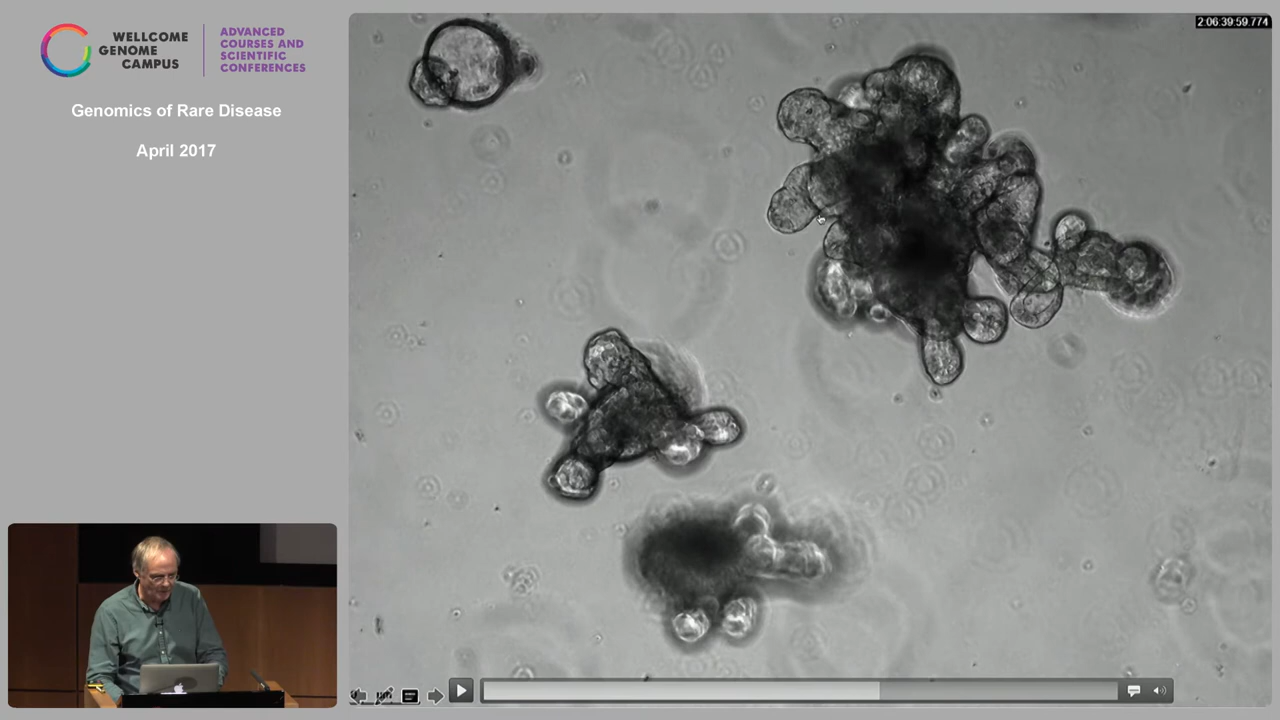 WELLCOME
GENOME
CAMPUS
ADVANCED
COURSES AND
SCIENTIFIC
CONFERENCES
Genomics of Rare Disease
April 2017
2:06:39:59.774